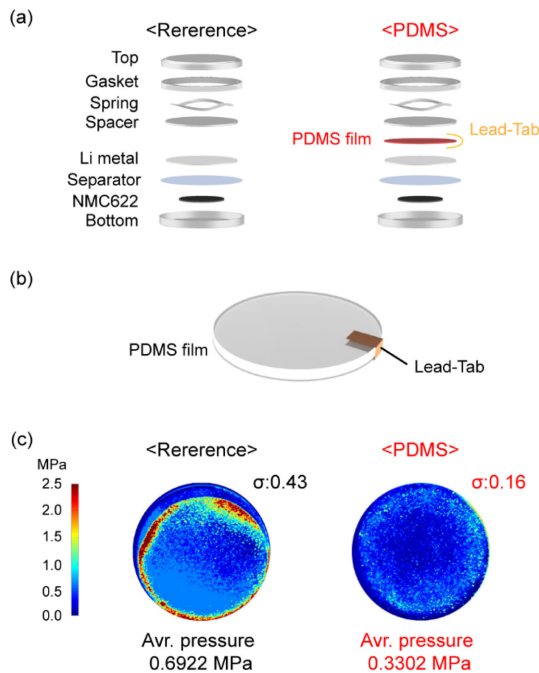 (a)
<Rererence>
<PDMS>
Top
Gasket
Spring
Spacer
PDMS film
Lead-Tab
Li metal
Separator
NMC622
Bottom
(b)
PDMS film
Lead-Tab
(c)
<Rererence>
<PDMS>
MPa
2.5
2.0
1.5
1.0
0.5
0.0
σ:0.43
σ:0.16
Avr. pressure
0.6922 MPa
Avr. pressure
0.3302 MPa